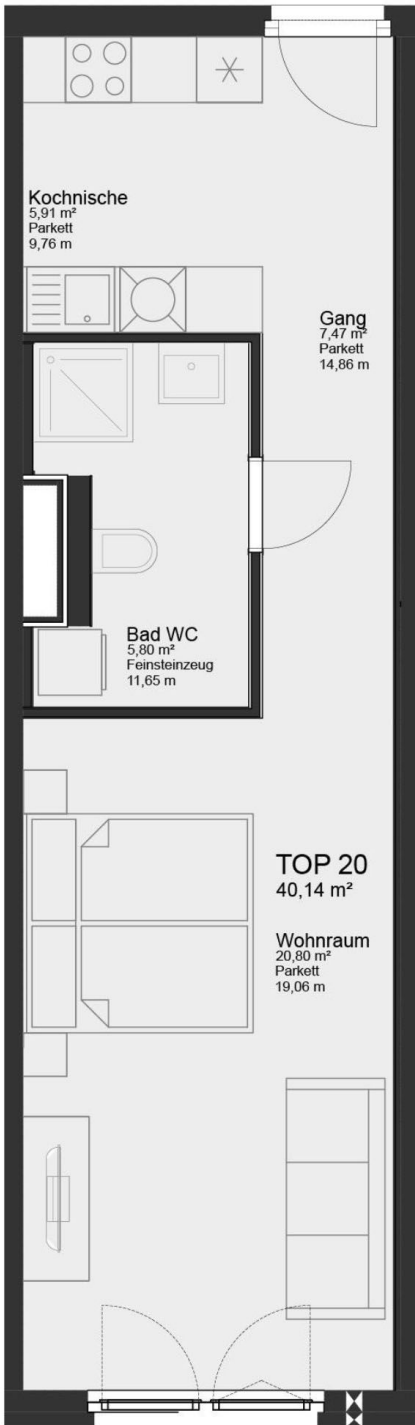 Kochnische
5,91 m²
Parkett
9,76 m
Gang
7,47 m²
Parkett
14,86 m
Bad WC
5,80 m²
Feinsteinzeug
11,65 m
TOP 20
40,14 m²
Wohnraum
20,80 m²
Parkett
19,06 m